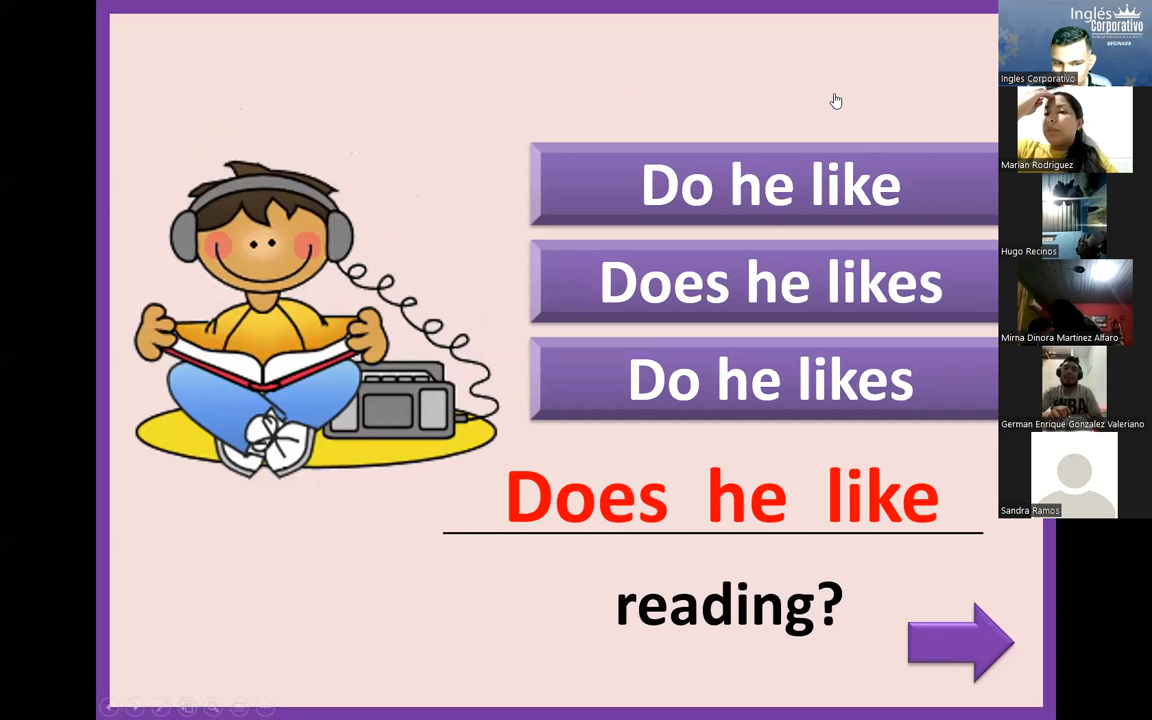 Do he like
Does he likes
Do he likes
Does he like
reading?
Inglés
Corporativo
BEGINNER
Ingles Corporativo
Marian Rodriguez
Hugo Recinos
Mirna Dinora Martinez Alfaro
German Enrique Gonzalez Valeriano
Sandra Ramos